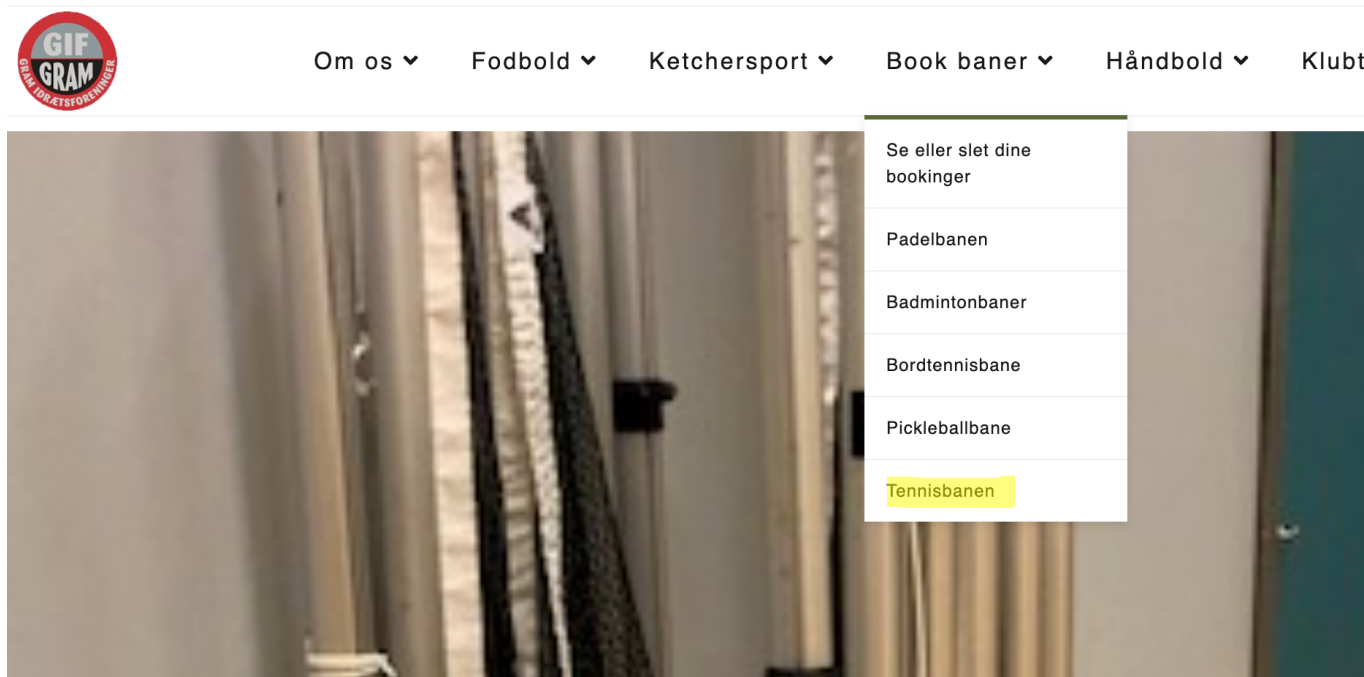 GIF
GRAM
GRAM IDRÆTSFORENINGER
Om os
Fodbold
Ketchersport
Book baner
Håndbold
Klubt
Se eller slet dine
bookinger
Padelbanen
Badmintonbaner
Bordtennisbane
Pickleballbane
Tennisbanen